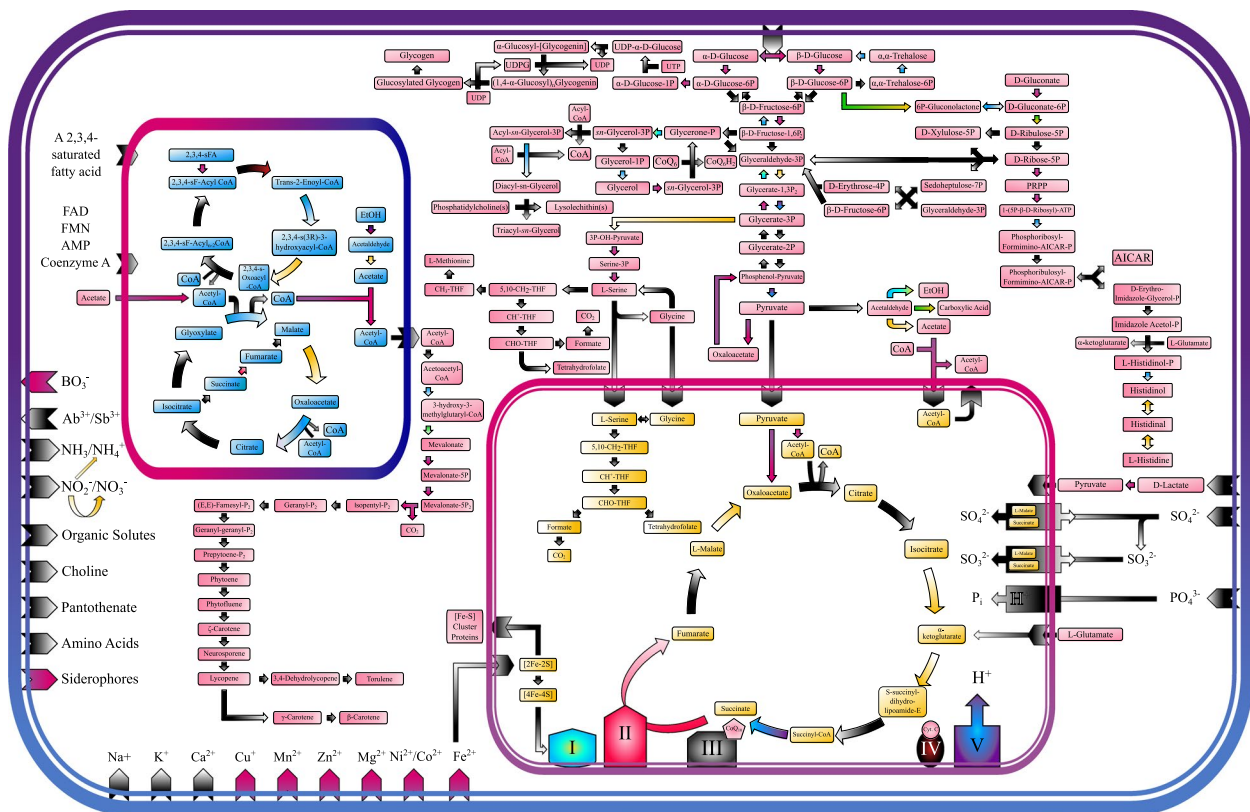 A 2,3,4-
saturated
fatty acid
FAD
FMN
AMP
Coenzyme A
Acetate
BO₃⁻
Ab³⁺/Sb³⁺
NH₃/NH₄⁺
NO₂⁻/NO₃⁻
Organic Solutes
Choline
Pantothenate
Amino Acids
Siderophores
Na+
K⁺
Ca²⁺
Cu⁺
Mn²⁺
Zn²⁺
Mg²⁺
Ni²⁺/Co²⁺
Fe²⁺
2,3,4-sFA
2,3,4-sF-Acyl CoA
Trans-2-Enoyl-CoA
2,3,4-s(3R)-3-
hydroxyacyl-CoA
2,3,4-s-
Oxoacyl
-CoA
CoA
Acetyl-
CoA
CoA
EtOH
Acetaldehyde
Acetate
Acetyl-
CoA
Glyoxylate
Malate
Fumarate
Succinate
Isocitrate
Oxaloacetate
CoA
Acetyl-
CoA
Citrate
Glycogen
Glucosylated Glycogen
α-Glucosyl-[Glycogenin]
UDPG
UDP
UDP
UDP-α-D-Glucose
UTP
α-D-Glucose-1P
α-D-Glucose
α-D-Glucose-6P
β-D-Glucose
β-D-Glucose-6P
α,α-Trehalose
α,α-Trehalose-6P
β-D-Fructose-6P
β-D-Fructose-1,6P₂
Glyceraldehyde-3P
Glycerate-1,3P₂
Glycerate-3P
Glycerate-2P
Phosphenol-Pyruvate
Pyruvate
Oxaloacetate
Acyl-
CoA
Acyl-sn-Glycerol-3P
sn-Glycerol-3P
Glycerone-P
Acyl-
CoA
CoA
Glycerol-1P
CoQ₆
CoQ₆H₂
Diacyl-sn-Glycerol
Glycerol
sn-Glycerol-3P
Phosphatidylcholine(s)
Lysolechithin(s)
Triacyl-sn-Glycerol
3P-OH-Pyruvate
Serine-3P
L-Serine
Glycine
L-Methionine
CH₃-THF
5,10-CH₂-THF
CH⁺-THF
CHO-THF
CO₂
Formate
Tetrahydrofolate
6P-Gluconolactone
D-Gluconate
D-Gluconate-6P
D-Xylulose-5P
D-Ribulose-5P
D-Ribose-5P
PRPP
D-Erythrose-4P
Sedoheptulose-7P
β-D-Fructose-6P
Glyceraldehyde-3P
Phosphoribosyl-
Formimino-AICAR-P
Phosphoribulosyl-
Formimino-AICAR-P
AICAR
D-Erythro-
Imidazole-Glycerol-P
Imidazole Acetol-P
α-ketoglutarate
L-Glutamate
L-Histidinol-P
Histidinol
Histidinal
L-Histidine
Acetaldehyde
EtOH
Carboxylic Acid
Acetate
CoA
Acetyl-
CoA
Acetyl-
CoA
Acetoacetyl-
CoA
3-hydroxy-3-
methylglutaryl-CoA
Mevalonate
Mevalonate-5P
Mevalonate-5P₂
CO₂
Isopentyl-P₂
Geranyl-P₂
(E,E)-Farnesyl-P₂
Geranyl-geranyl-P₂
Prepytoene-P₂
Phytoene
Phytofluene
ζ-Carotene
Neurosporene
Lycopene
3,4-Dehydrolycopene
Torulene
γ-Carotene
β-Carotene
L-Serine
Glycine
5,10-CH₂-THF
CH⁺-THF
CHO-THF
Formate
Tetrahydrofolate
CO₂
Pyruvate
Acetyl-
CoA
CoA
Acetyl-
CoA
Oxaloacetate
Citrate
Isocitrate
α-
ketoglutarate
S-succinyl-
dihydro-
lipoamide-E
Succinyl-CoA
Succinate
Fumarate
L-Malate
[Fe-S]
Cluster
Proteins
[2Fe-2S]
[4Fe-4S]
I
II
III
CoQ₁₀
IV
Cyt. C
V
H⁺
Pyruvate
D-Lactate
SO₄²⁻
L-Malate
Succinate
SO₄²⁻
SO₃²⁻
L-Malate
Succinate
SO₃²⁻
Pᵢ
H
PO₄³⁻
L-Glutamate